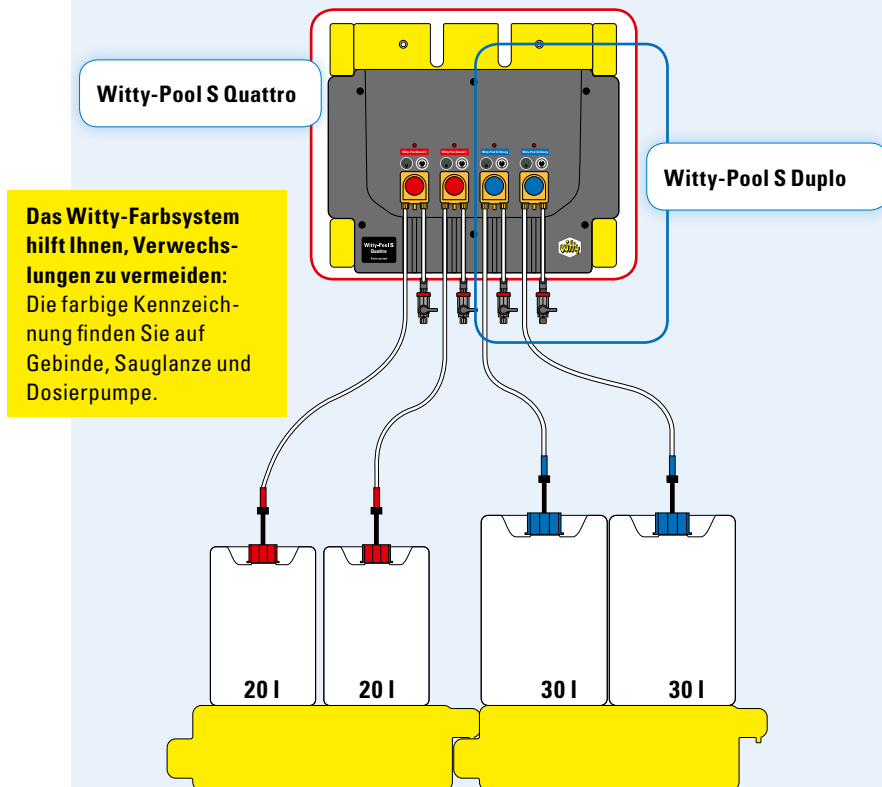 Witty-Pool S Quattro
Witty-Pool S Duplo
Das Witty-Farbsystem
hilft Ihnen, Verwechs-
lungen zu vermeiden:
Die farbige Kennzeich-
nung finden Sie auf
Gebinde, Sauglanze und
Dosierpumpe.
Witty-Pool S
Quattro
witty
20 l
20 l
30 l
30 l